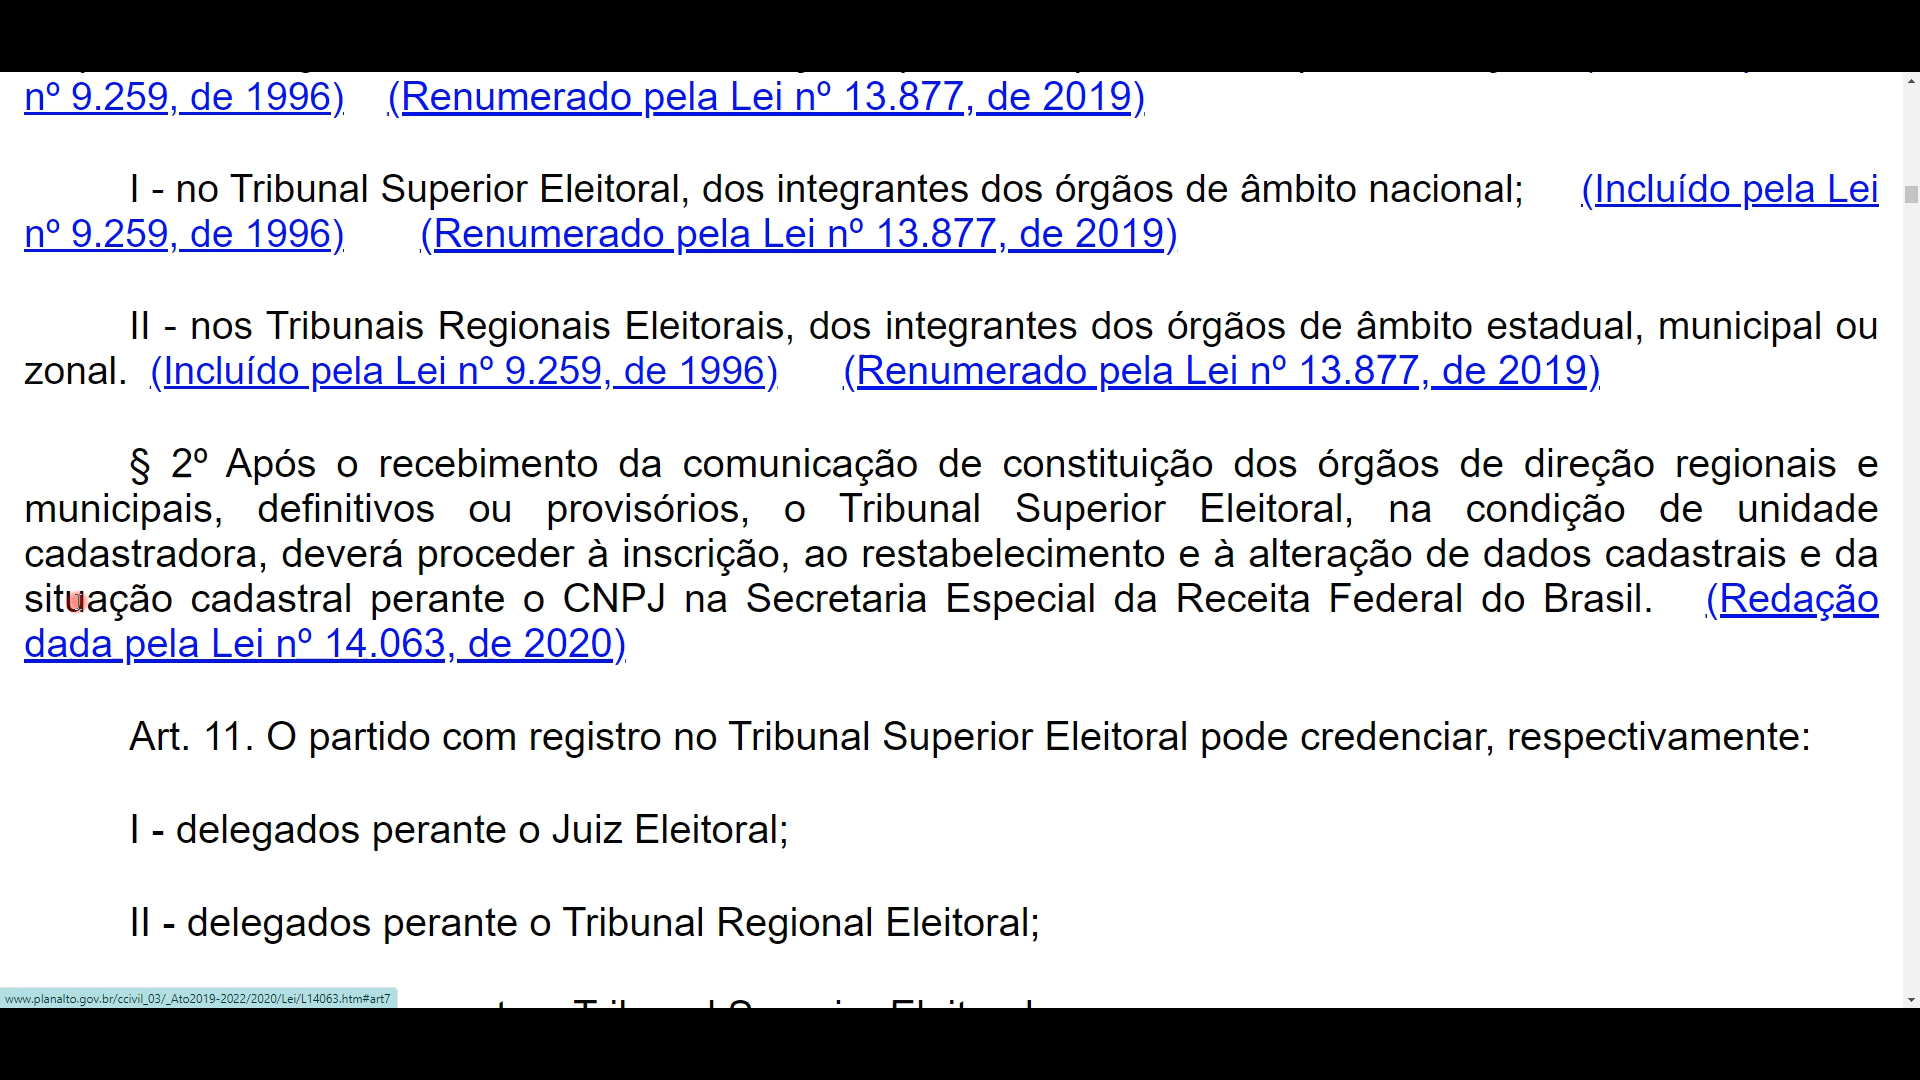 nº 9.259, de 1996) (Renumerado pela Lei nº 13.877, de 2019)
I - no Tribunal Superior Eleitoral, dos integrantes dos órgãos de âmbito nacional; (Incluído pela Lei
nº 9.259, de 1996) (Renumerado pela Lei nº 13.877, de 2019)
II - nos Tribunais Regionais Eleitorais, dos integrantes dos órgãos de âmbito estadual, municipal ou
zonal. (Incluído pela Lei nº 9.259, de 1996) (Renumerado pela Lei nº 13.877, de 2019)
§ 2º Após o recebimento da comunicação de constituição dos órgãos de direção regionais e
municipais, definitivos ou provisórios, o Tribunal Superior Eleitoral, na condição de unidade
cadastradora, deverá proceder à inscrição, ao restabelecimento e à alteração de dados cadastrais e da
situação cadastral perante o CNPJ na Secretaria Especial da Receita Federal do Brasil. (Redação
dada pela Lei nº 14.063, de 2020)
Art. 11. O partido com registro no Tribunal Superior Eleitoral pode credenciar, respectivamente:
I - delegados perante o Juiz Eleitoral;
II - delegados perante o Tribunal Regional Eleitoral;
www.planalto.gov.br/ccivil_03/_Ato2019-2022/2020/Lei/L14063.htm#art7